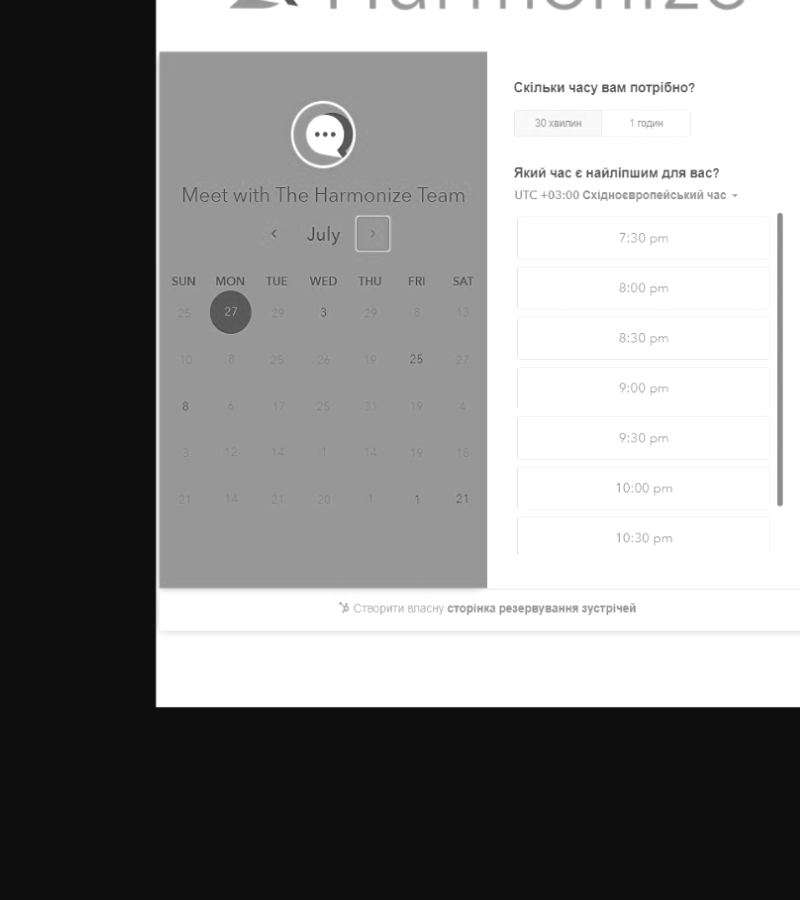 Harmonize
Meet with The Harmonize Team
July
SUN MON TUE WED THU FRI SAT
25 27 29 3 29 8 13
10 8 25 26 19 25 27
8 6 17 25 31 19 4
3 12 14 1 14 19 18
21 14 21 20 1 1 21
Скільки часу вам потрібно?
30 хвилин 1 годин
Який час є найліпшим для вас?
UTC +03:00 Східноєвропейський час
7:30 pm
8:00 pm
8:30 pm
9:00 pm
9:30 pm
10:00 pm
10:30 pm
Створити власну сторінка резервування зустрічей